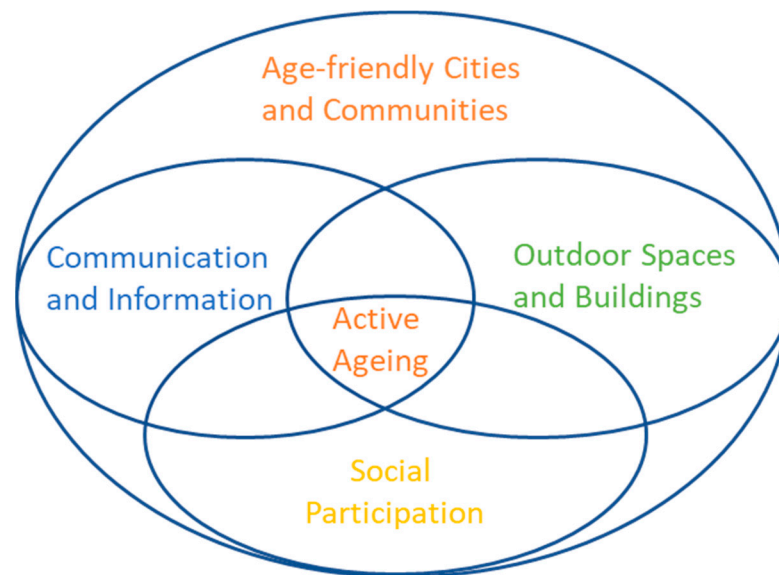 Age-friendly Cities
and Communities
Communication
and Information
Outdoor Spaces
and Buildings
Active
Ageing
Social
Participation